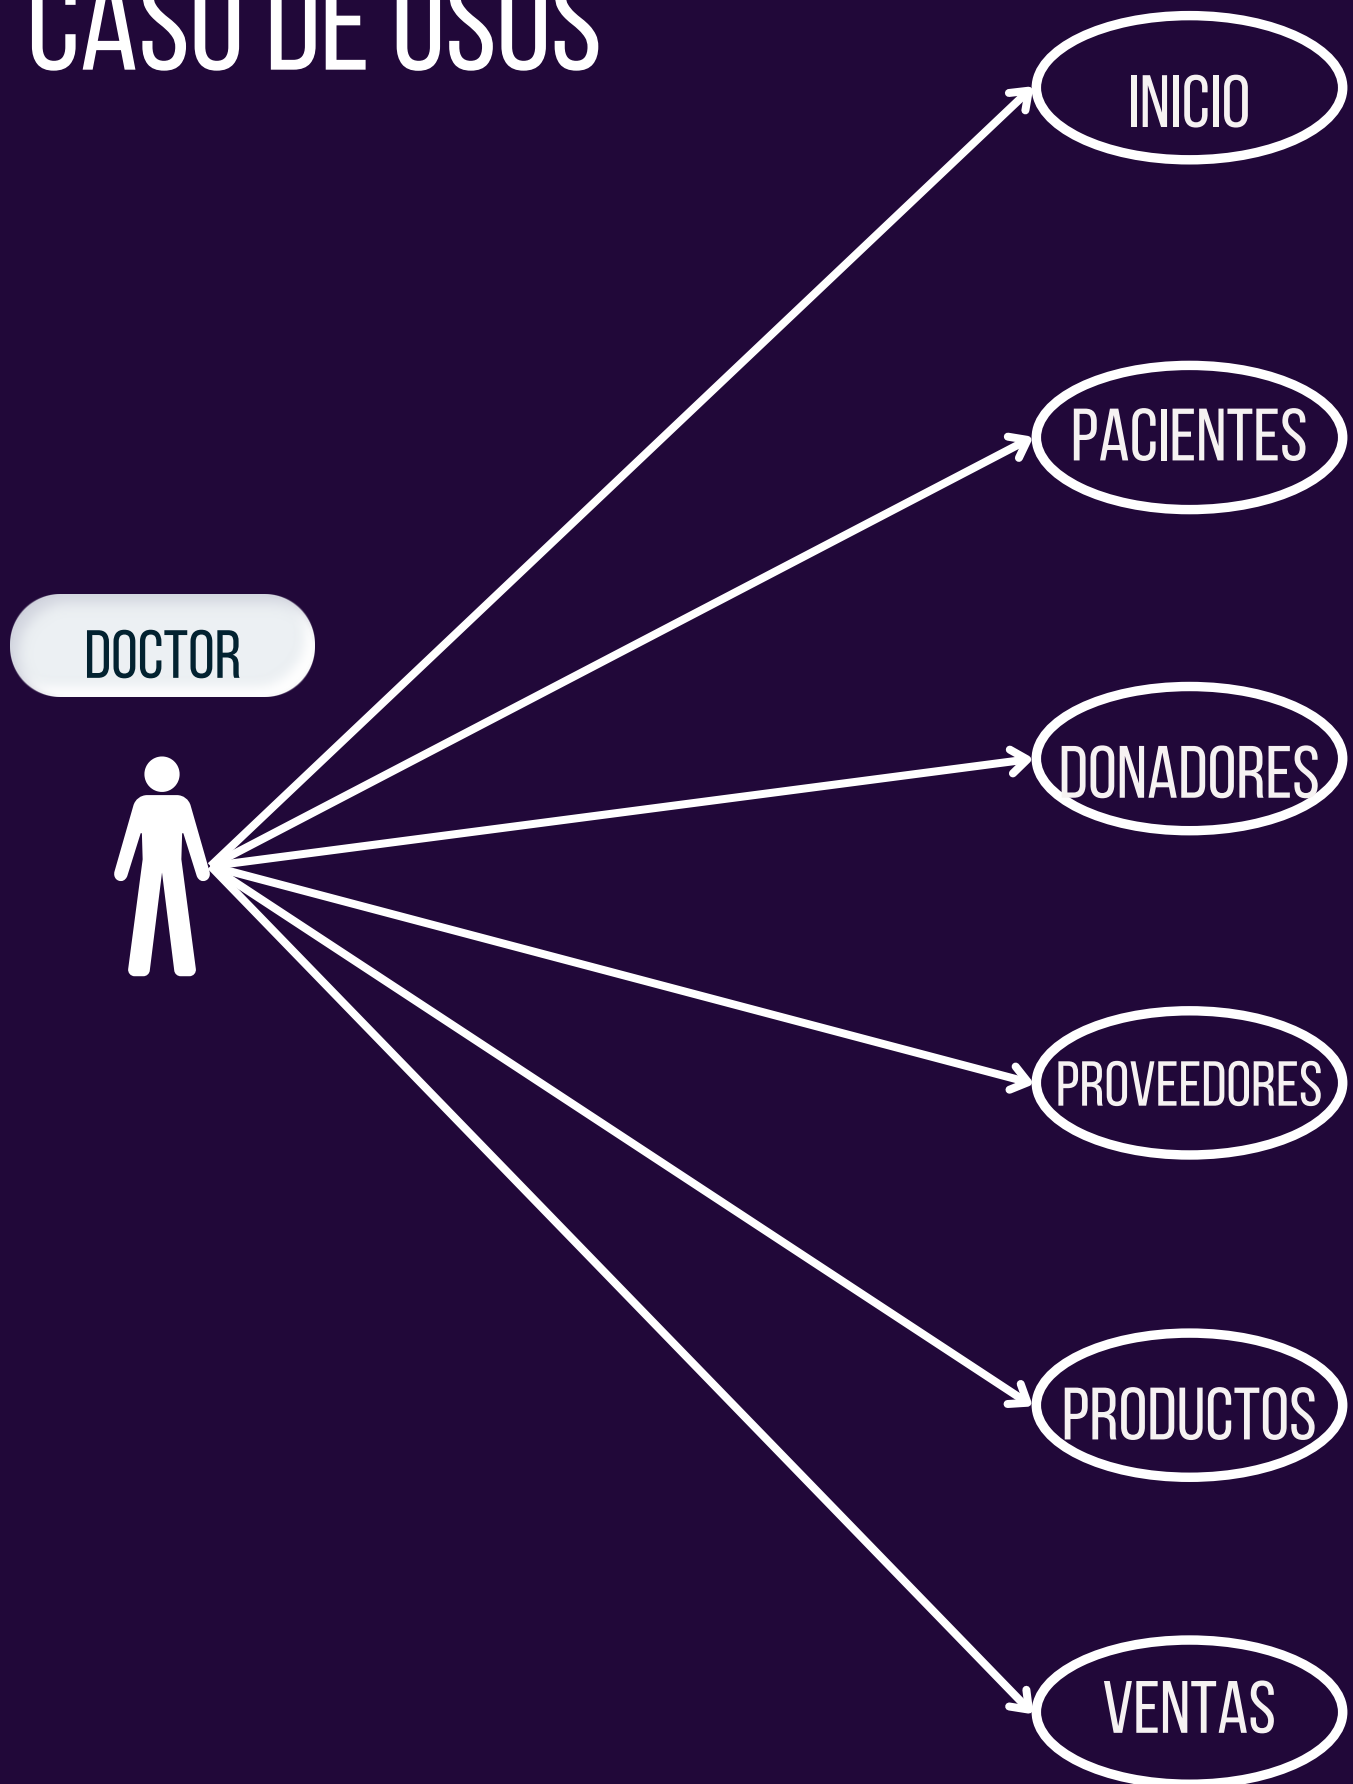 CASO DE USOS
INICIO
PACIENTES
DOCTOR
DONADORES
PROVEEDORES
PRODUCTOS
VENTAS